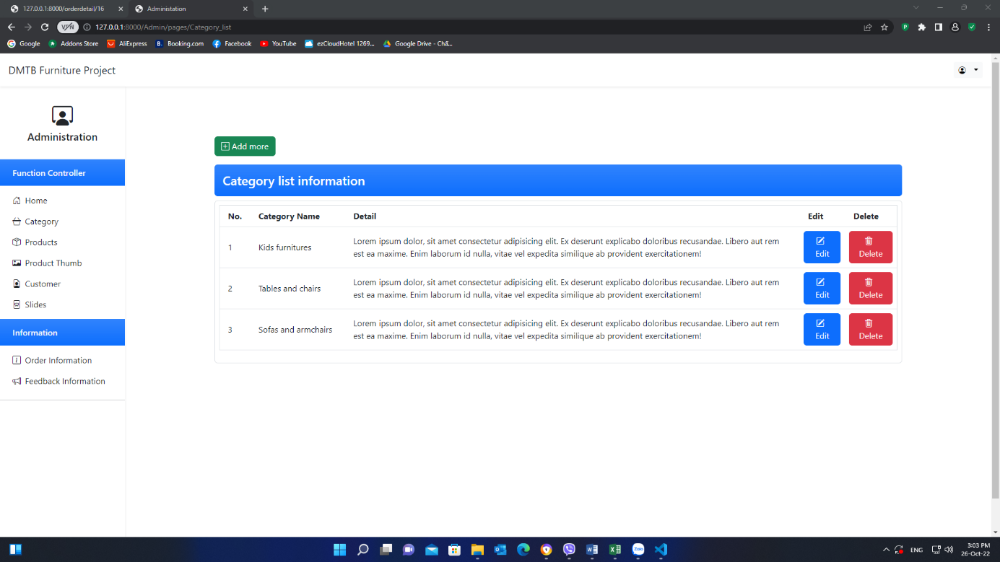 127.0.0.1:8000/orderdetail/16
Administation
VPN
127.0.0.1:8000/Admin/pages/Category_list
Google
Addons Store
AliExpress
Booking.com
Facebook
YouTube
ezCloudHotel 1269...
Google Drive - Chấ...
DMTB Furniture Project
Administration
Function Controller
Home
Category
Products
Product Thumb
Customer
Slides
Information
Order Information
Feedback Information
Add more
Category list information
No. Category Name Detail Edit Delete
1 Kids furnitures Lorem ipsum dolor, sit amet consectetur adipisicing elit. Ex deserunt explicabo doloribus recusandae. Libero aut rem
est ea maxime. Enim laborum id nulla, vitae vel expedita similique ab provident exercitationem!
Edit Delete
2 Tables and chairs Lorem ipsum dolor, sit amet consectetur adipisicing elit. Ex deserunt explicabo doloribus recusandae. Libero aut rem
est ea maxime. Enim laborum id nulla, vitae vel expedita similique ab provident exercitationem!
Edit Delete
3 Sofas and armchairs Lorem ipsum dolor, sit amet consectetur adipisicing elit. Ex deserunt explicabo doloribus recusandae. Libero aut rem
est ea maxime. Enim laborum id nulla, vitae vel expedita similique ab provident exercitationem!
Edit Delete
Zalo
ENG
3:03 PM
26-Oct-22